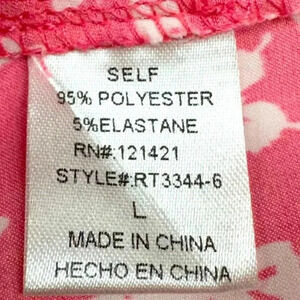 SELF
95% POLYESTER
5%ELASTANE
RN#:121421
STYLE#:RT3344-6
L
MADE IN CHINA
HECHO EN CHINA